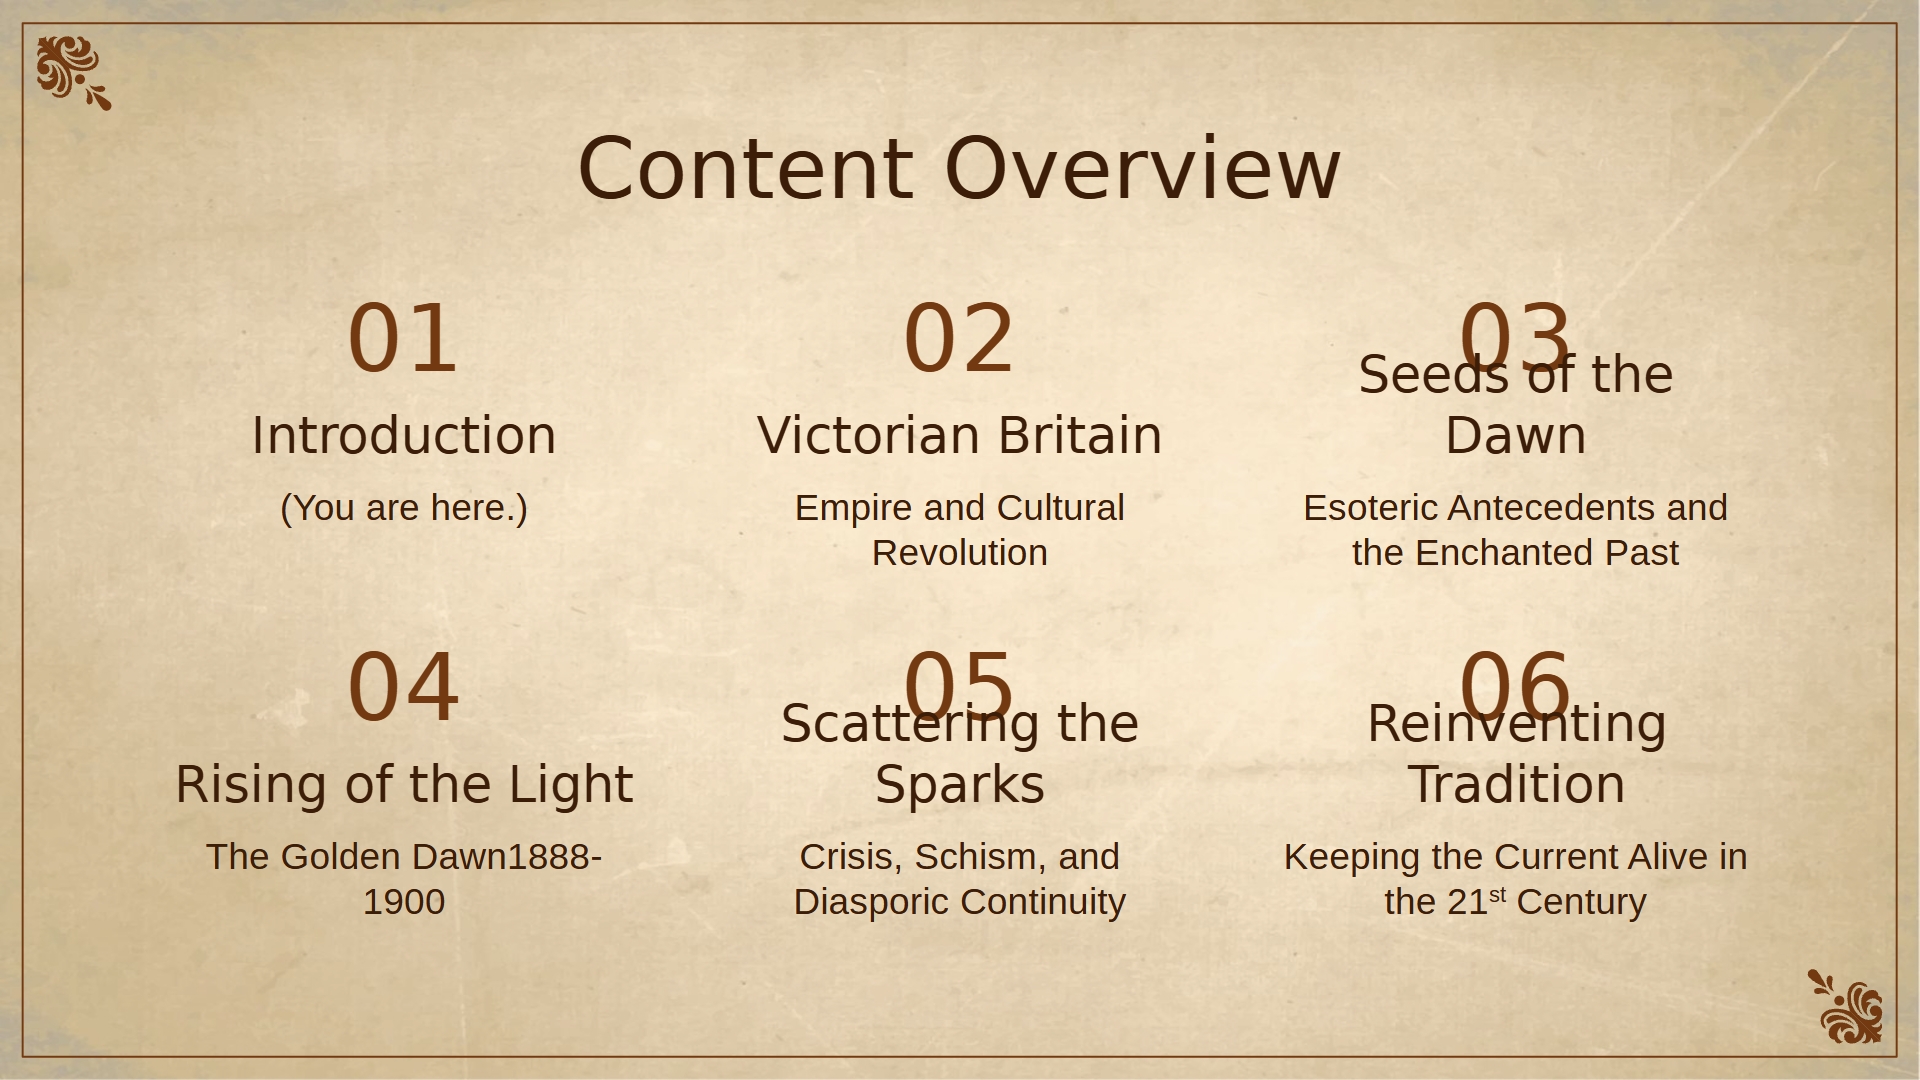 Content Overview
01
Introduction
(You are here.)
02
Victorian Britain
Empire and Cultural
Revolution
03
Seeds of the
Dawn
Esoteric Antecedents and
the Enchanted Past
04
Rising of the Light
The Golden Dawn1888-
1900
05
Scattering the
Sparks
Crisis, Schism, and
Diasporic Continuity
06
Reinventing
Tradition
Keeping the Current Alive in
the 21st Century